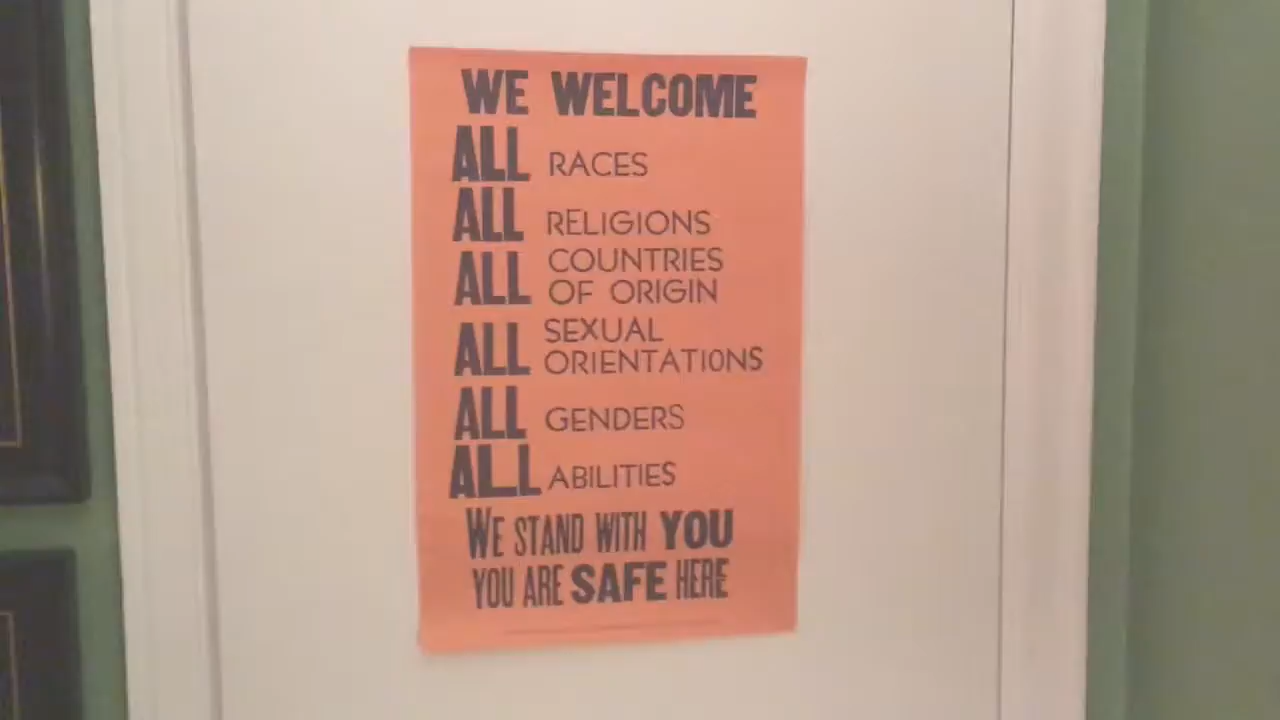 WE WELCOME
ALL RACES
ALL RELIGIONS
ALL COUNTRIES
OF ORIGIN
ALL SEXUAL
ORIENTATIONS
ALL GENDERS
ALL ABILITIES
WE STAND WITH YOU
YOU ARE SAFE HERE